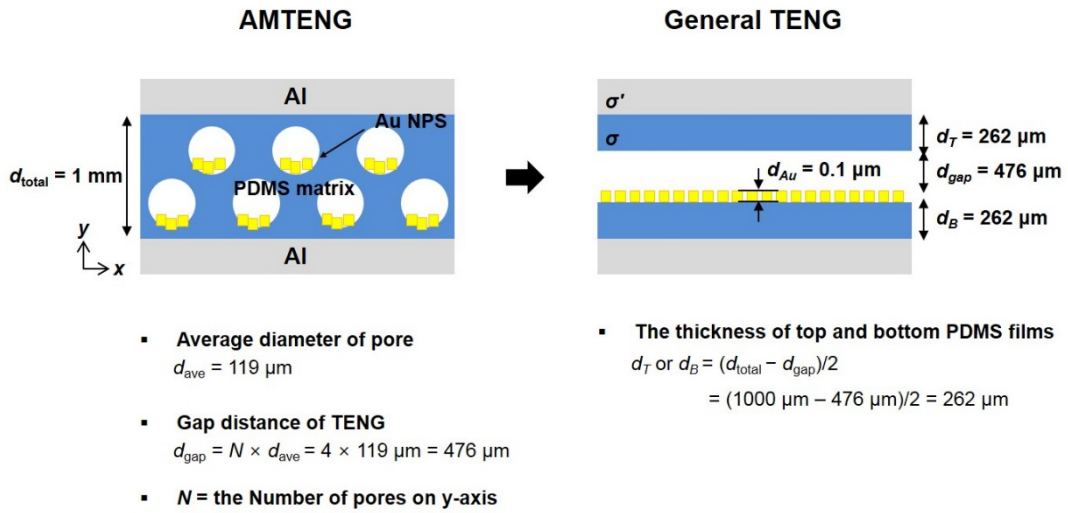 AMTENG
General TENG
Al
Au NPS
PDMS matrix
d_total = 1 mm
y
x
Al
σ'
σ
d_Au = 0.1 µm
d_T = 262 µm
d_gap = 476 µm
d_B = 262 µm
▪ Average diameter of pore
d_ave = 119 µm
▪ Gap distance of TENG
d_gap = N × d_ave = 4 × 119 µm = 476 µm
▪ N = the Number of pores on y-axis
▪ The thickness of top and bottom PDMS films
d_T or d_B = (d_total − d_gap)/2
= (1000 µm – 476 µm)/2 = 262 µm